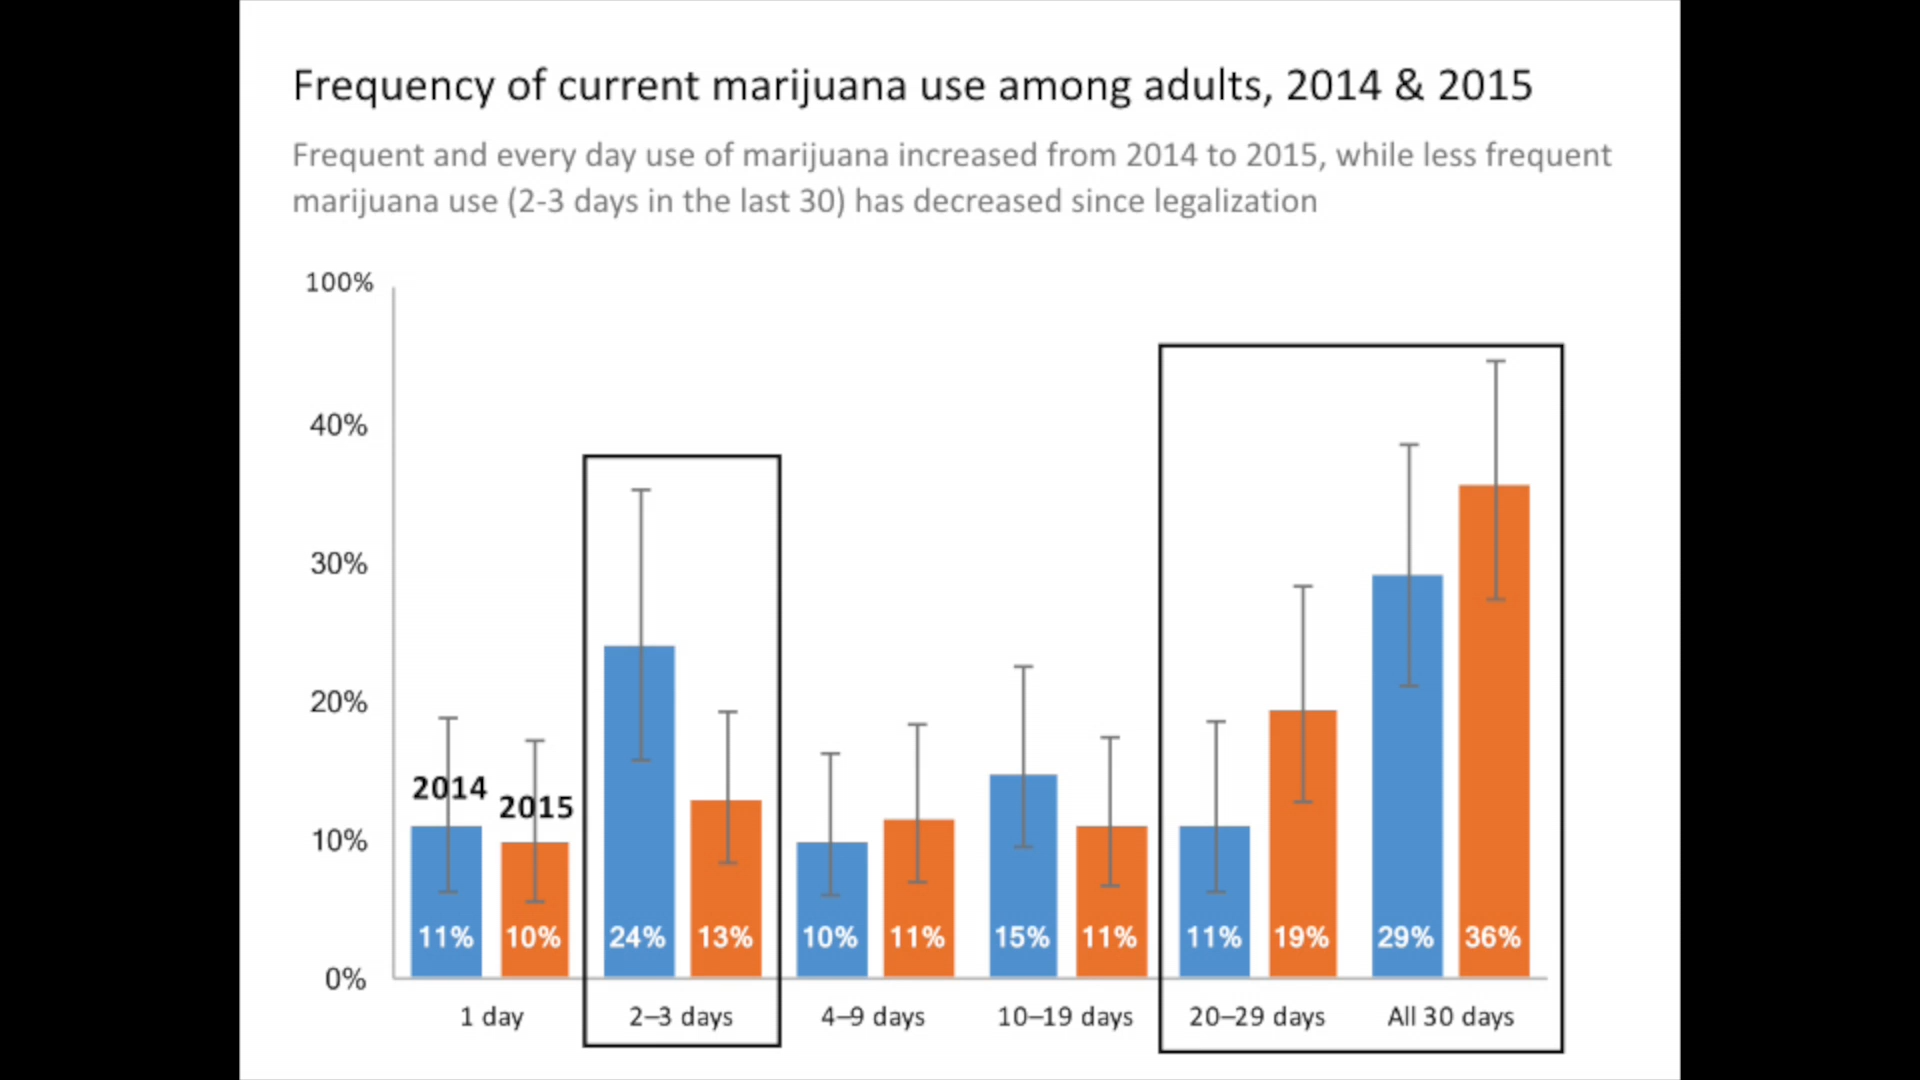 Frequency of current marijuana use among adults, 2014 & 2015
Frequent and every day use of marijuana increased from 2014 to 2015, while less frequent
marijuana use (2-3 days in the last 30) has decreased since legalization
100%
40%
30%
20%
10%
0%
2014
2015
11%
10%
24%
13%
10%
11%
15%
11%
11%
19%
29%
36%
1 day
2–3 days
4–9 days
10–19 days
20–29 days
All 30 days